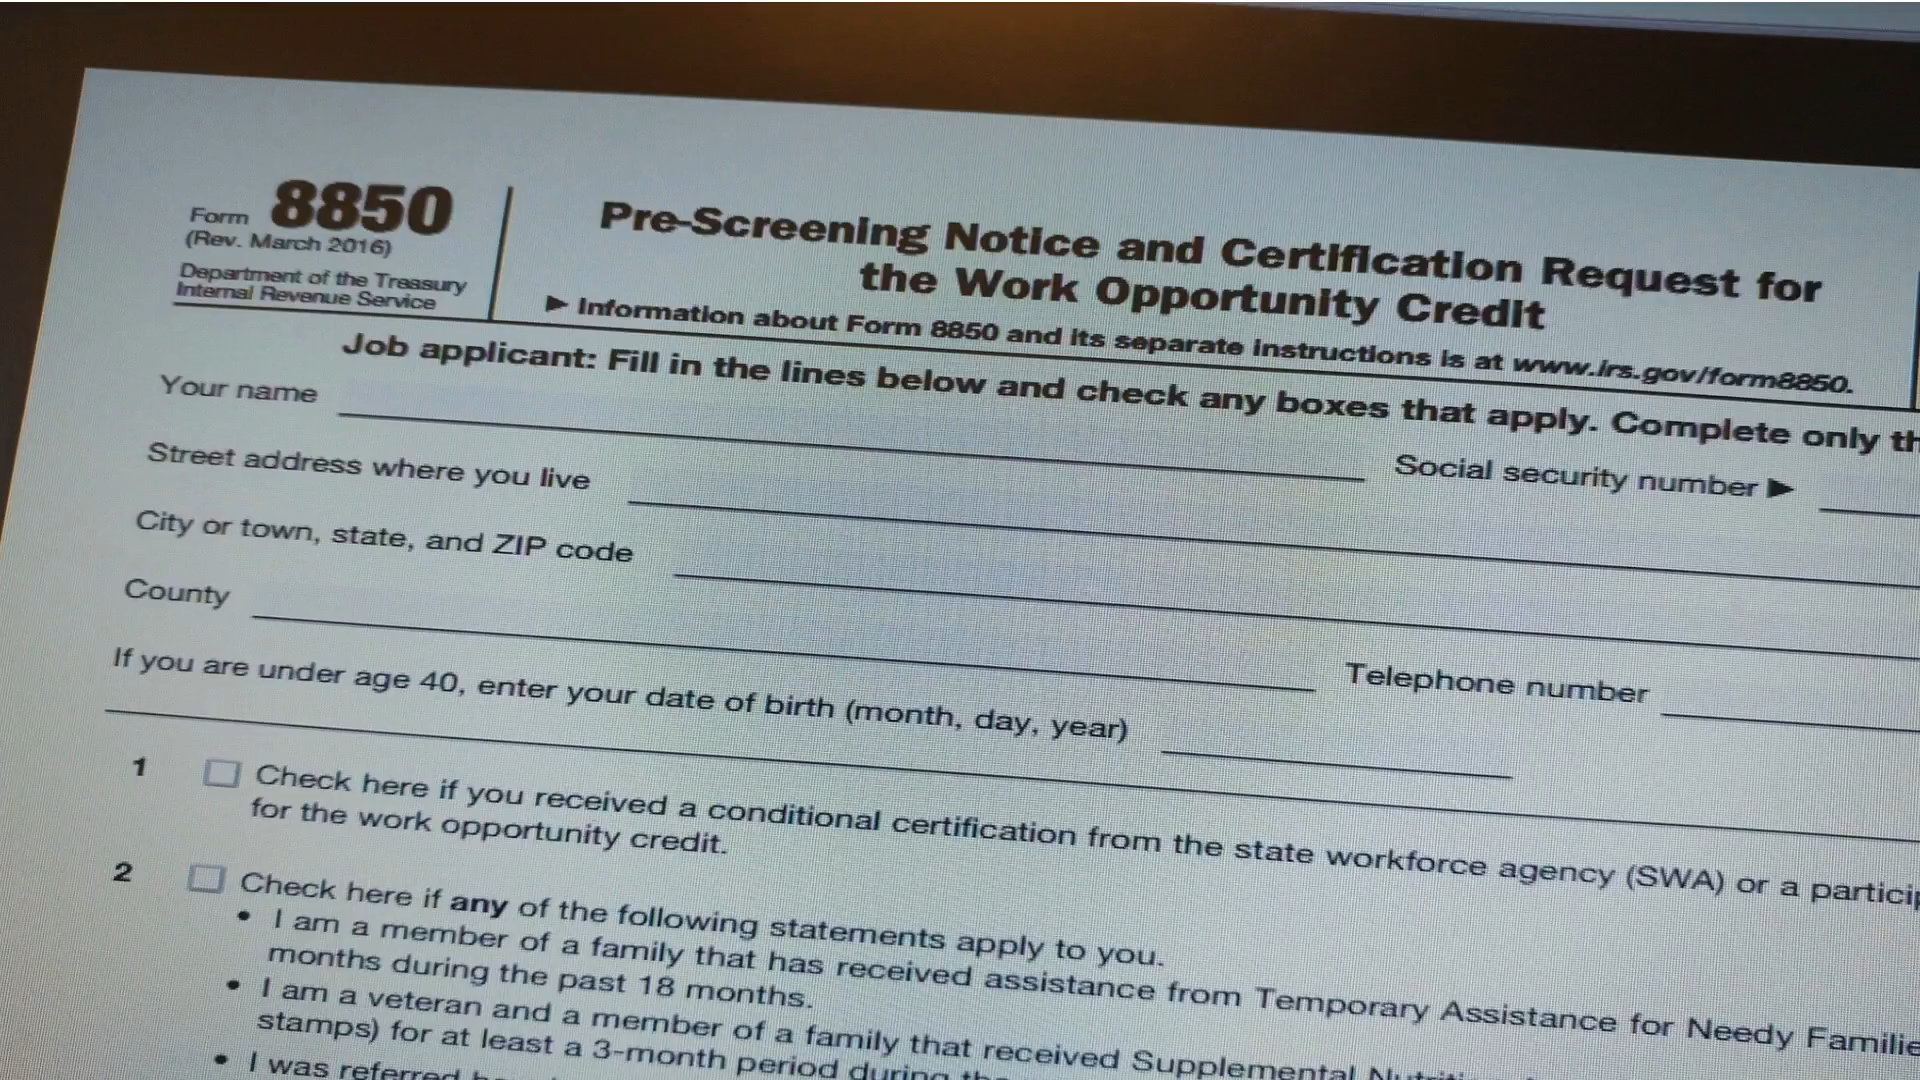 Form 8850
(Rev. March 2016)
Department of the Treasury
Internal Revenue Service
Pre-Screening Notice and Certification Request for
the Work Opportunity Credit
▶ Information about Form 8850 and its separate instructions is at www.irs.gov/form8850.
Job applicant: Fill in the lines below and check any boxes that apply. Complete only th
Your name
Social security number ▶
Street address where you live
City or town, state, and ZIP code
County
Telephone number
If you are under age 40, enter your date of birth (month, day, year)
1 Check here if you received a conditional certification from the state workforce agency (SWA) or a particip
for the work opportunity credit.
2 Check here if any of the following statements apply to you.
• I am a member of a family that has received assistance from Temporary Assistance for Needy Familie
months during the past 18 months.
• I am a veteran and a member of a family that received Supplemental
stamps) for at least a 3-month period during
• I was referred